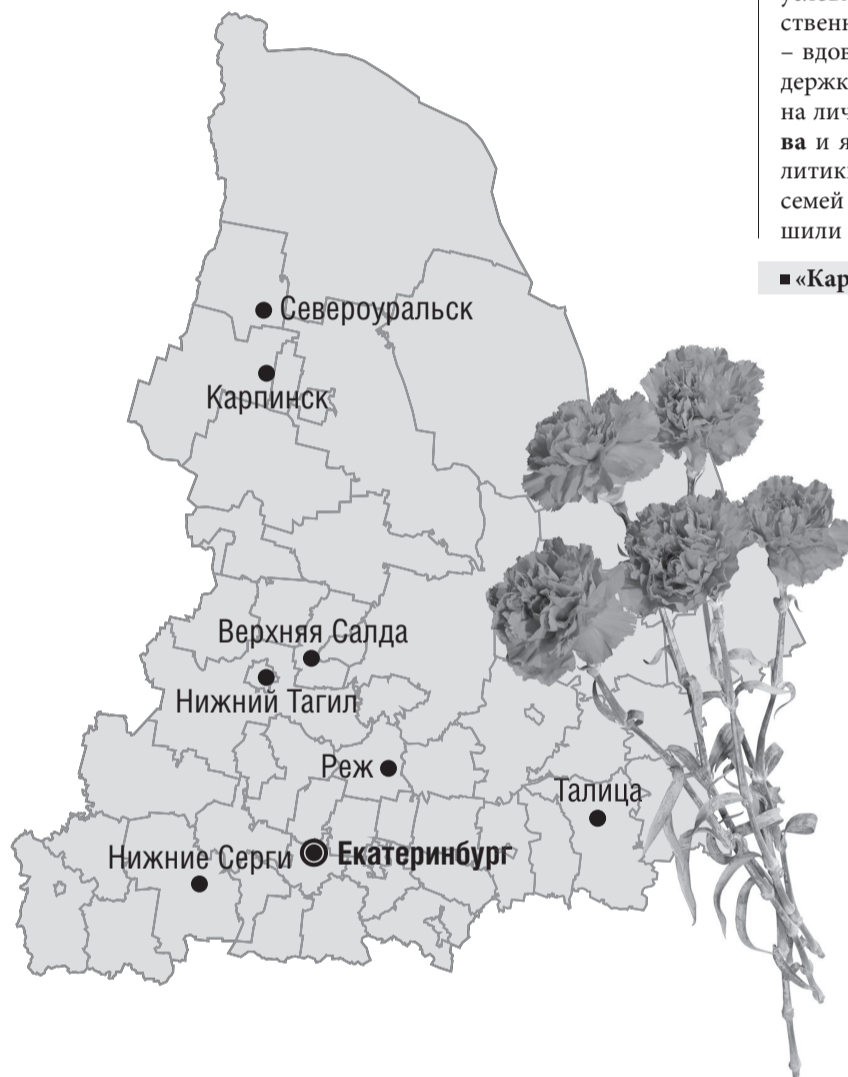 ственн
– вдов
держк
на лич
ва и я
литики
семей
шили
■ «Кар
Североуральск
Карпинск
Верхняя Салда
Нижний Тагил
Реж
Талица
Нижние Серги
Екатеринбург